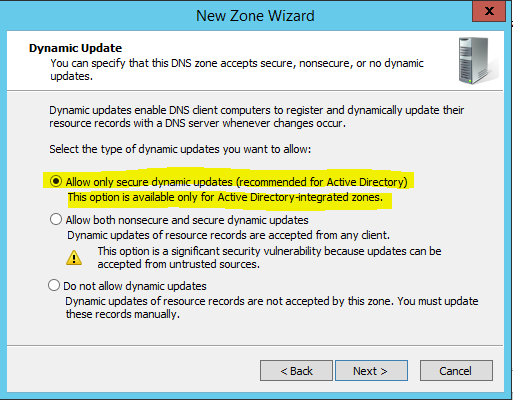 New Zone Wizard
x
Dynamic Update
You can specify that this DNS zone accepts secure, nonsecure, or no dynamic
updates.
Dynamic updates enable DNS client computers to register and dynamically update their
resource records with a DNS server whenever changes occur.
Select the type of dynamic updates you want to allow:
Allow only secure dynamic updates (recommended for Active Directory)
This option is available only for Active Directory-integrated zones.
Allow both nonsecure and secure dynamic updates
Dynamic updates of resource records are accepted from any client.
This option is a significant security vulnerability because updates can be
accepted from untrusted sources.
Do not allow dynamic updates
Dynamic updates of resource records are not accepted by this zone. You must update
these records manually.
< Back Next > Cancel